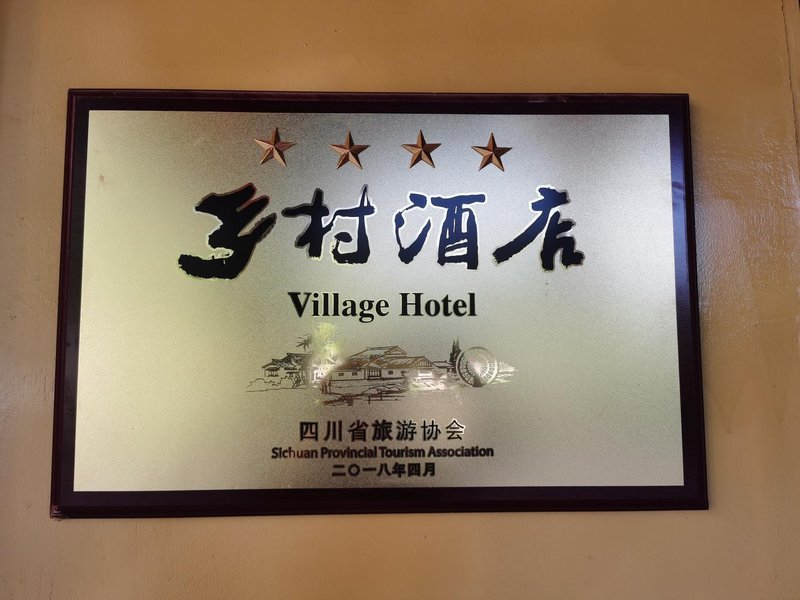 乡村酒店
Village Hotel
四川省旅游协会
Sichuan Provincial Tourism Association
二〇一八年四月